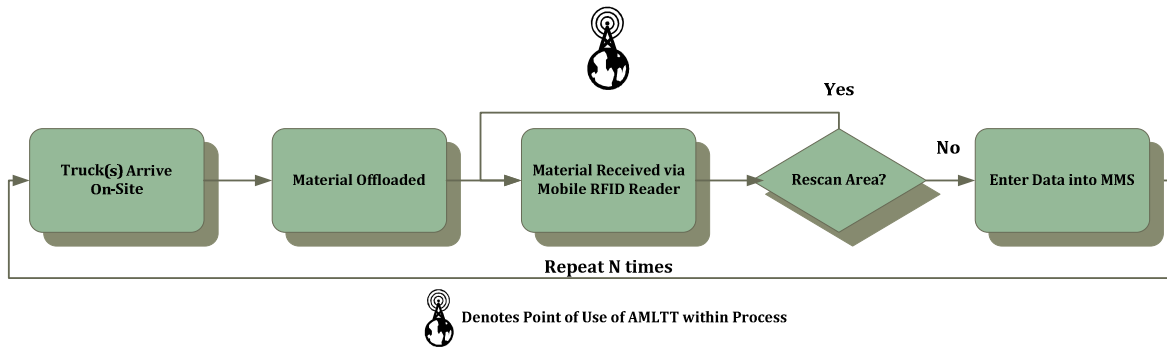 Yes
Truck(s) Arrive
On-Site
Material Offloaded
Material Received via
Mobile RFID Reader
Rescan Area?
No
Enter Data into MMS
Repeat N times
Denotes Point of Use of AMLTT within Process